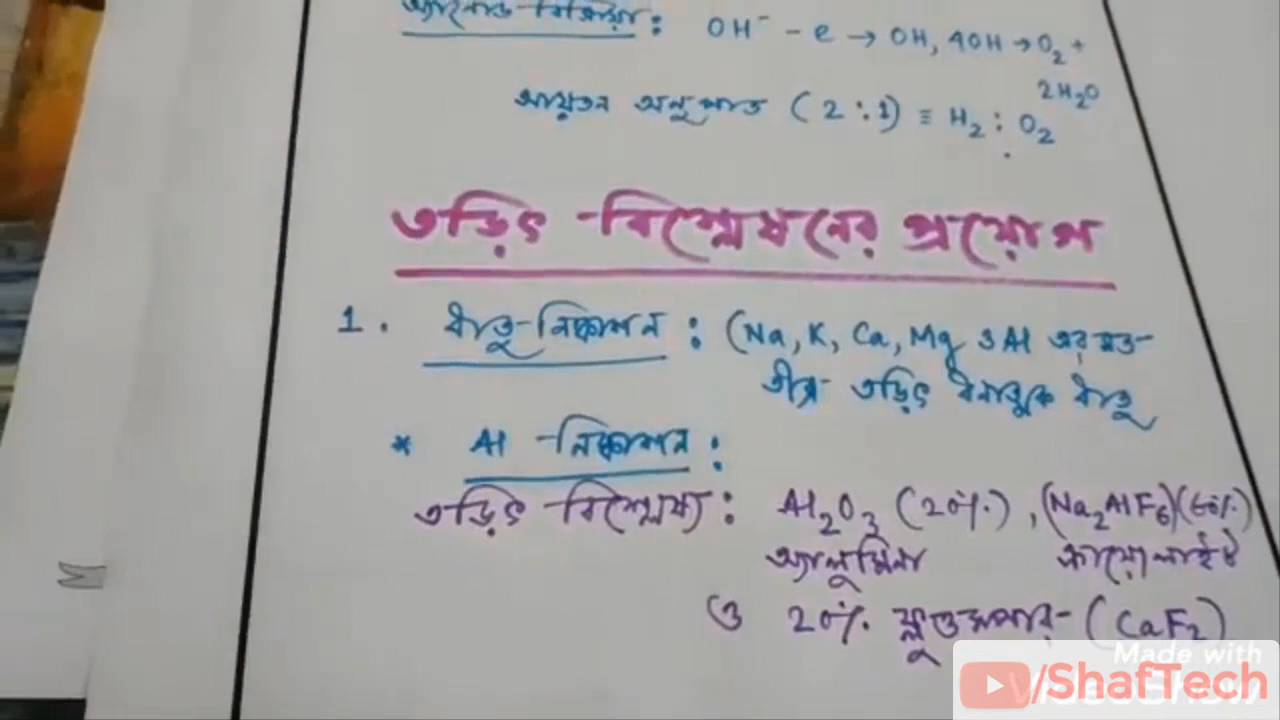 অ্যানোড বিক্রিয়া : OH⁻ - e → OH, 4OH → O₂ +
2H₂O
আয়তন অনুপাত (2:1) ≡ H₂ : O₂
তড়িৎ-বিশ্লেষনের প্রয়োগ
1. ধাতু-নিষ্কাশন : (Na, K, Ca, Mg ও Al এর মত-
তীব্র তড়িৎ ধনাত্মক ধাতু
* Al -নিষ্কাশন :
তড়িৎ বিশ্লেষ্য : Al₂O₃ (20%), (Na₂AlF₆)(60%)
অ্যালুমিনা ক্রায়োলাইট
ও 20% ফ্লুওস্পার- (CaF₂)
Made with
VideoShow
/ShafTech